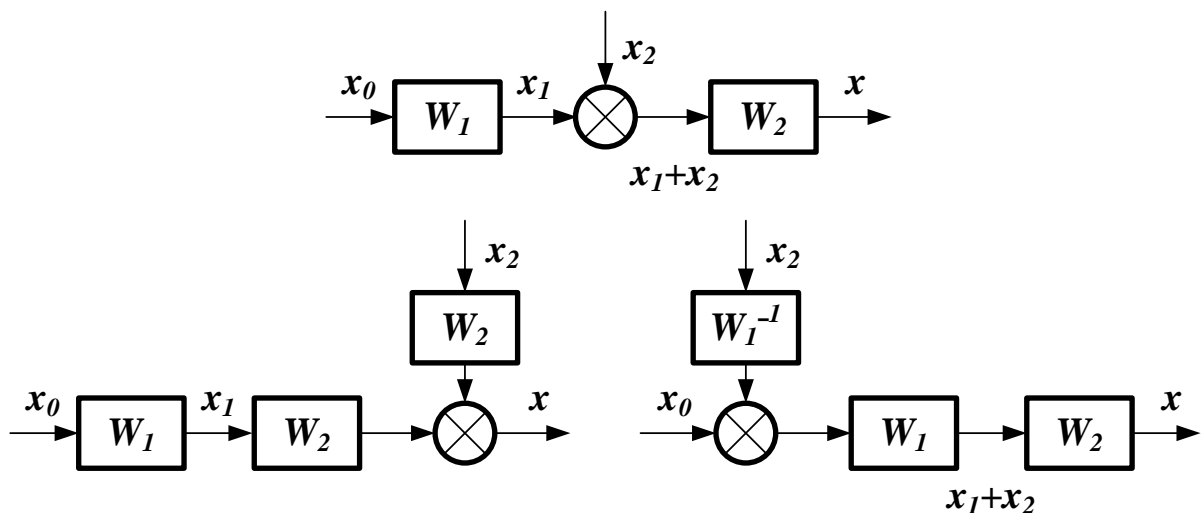 x₂
x₀ W₁ x₁ W₂ x
x₁+x₂
x₂ x₂
W₂ W₁⁻¹
x₀ W₁ x₁ W₂ x x₀ W₁ W₂ x
x₁+x₂